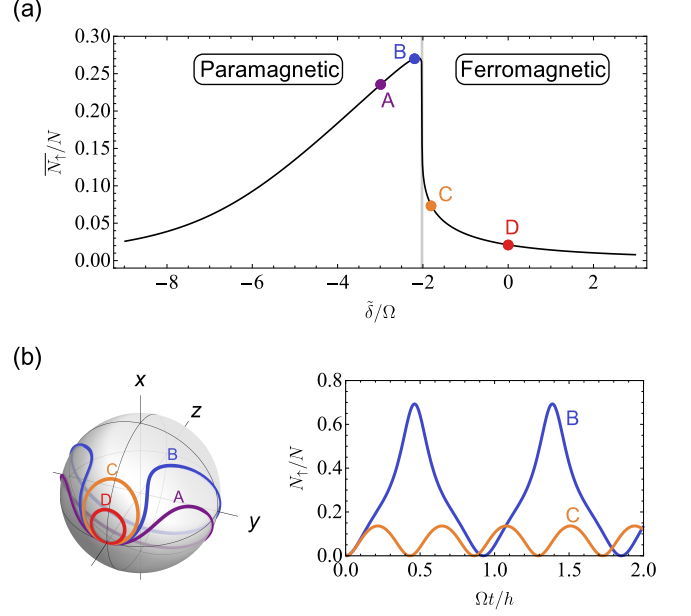 (a)
0.30
0.25
0.20
0.15
0.10
0.05
0.00
N↑/N
Paramagnetic
Ferromagnetic
A
B
C
D
−8
−6
−4
−2
0
2
δ̃/Ω
(b)
x
z
y
A
B
C
D
0.8
0.6
0.4
0.2
0.0
N↑/N
B
C
0.0
0.5
1.0
1.5
2.0
Ωt/h